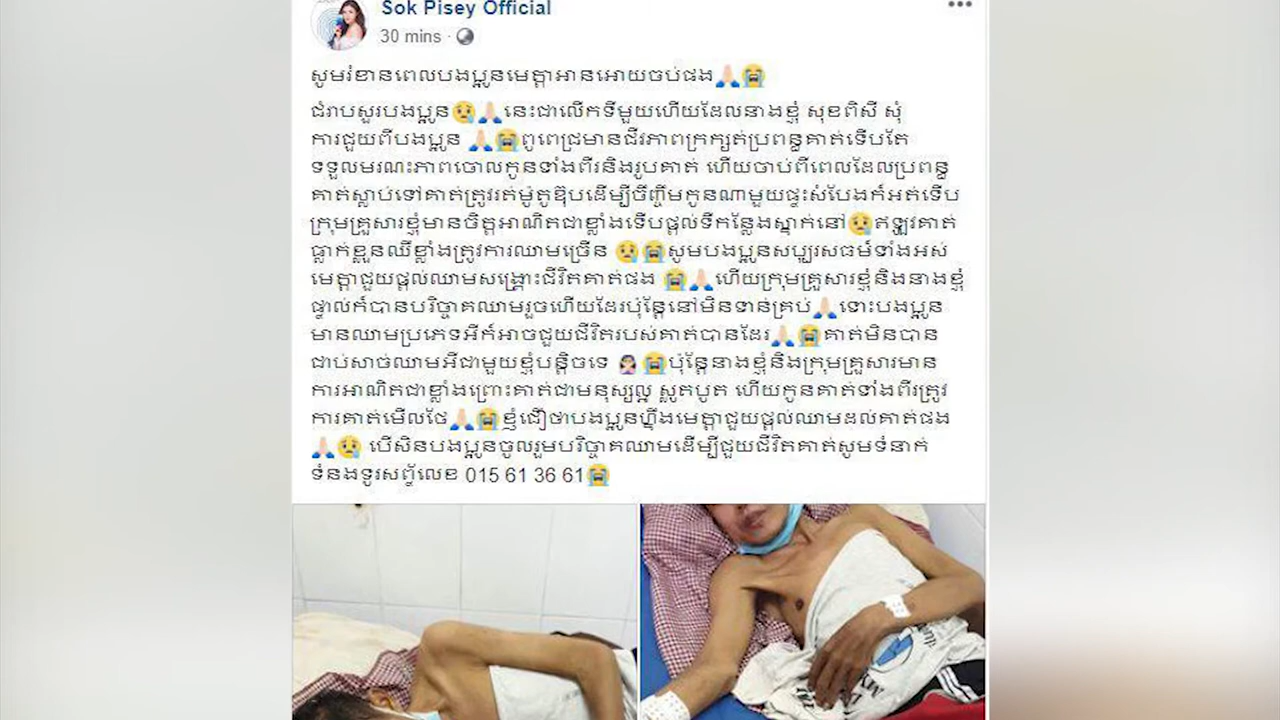 Sok Pisey Official
30 mins ·
សូមរំខានពេលបងប្អូនមេត្តាអានអោយចប់ផង🙏🏻😭
ជំរាបសួរបងប្អូន😢🙏🏻នេះជាលើកទីមួយហើយដែលនាងខ្ញុំ សុខពិសី សុំ
ការជួយពីបងប្អូន 🙏🏻😭ពូពេជ្រមានជីវភាពក្រក្សត់ប្រពន្ធគាត់ទើបតែ
ទទួលមរណះភាពចោលកូនទាំងពីរនិងរូបគាត់ ហើយចាប់ពីពេលដែលប្រពន្ធ
គាត់ស្លាប់ទៅគាត់ត្រូវរត់ម៉ូតូឌ៊ុបដើម្បីចិញ្ចឹមកូនណាមួយផ្ទះសំបែងក៏អត់ទើប
ក្រុមគ្រួសារខ្ញុំមានចិត្តអាណិតជាខ្លាំងទើបផ្តល់ទីកន្លែងស្នាក់នៅ😢ឥឡូវគាត់
ធ្លាក់ខ្លួនឈឺខ្លាំងត្រូវការឈាមច្រើន 😢😭សូមបងប្អូនសប្បុរសធម៌ទាំងអស់
មេត្តាជួយផ្តល់ឈាមសង្គ្រោះជីវិតគាត់ផង 😭🙏🏻ហើយក្រុមគ្រួសារខ្ញុំនិងនាងខ្ញុំ
ផ្ទាល់ក៏បានបរិច្ចាគឈាមរួចហើយដែរប៉ុន្តែនៅមិនទាន់គ្រប់🙏🏻ទោះបងប្អូន
មានឈាមប្រភេទអីក៏អាចជួយជីវិតរបស់គាត់បានដែរ🙏🏻😭គាត់មិនបាន
ជាប់សាច់ឈាមអីជាមួយខ្ញុំបន្តិចទេ 🙅🏻‍♀️😭ប៉ុន្តែនាងខ្ញុំនិងក្រុមគ្រួសារមាន
ការអាណិតជាខ្លាំងព្រោះគាត់ជាមនុស្សល្អ ស្លូតបូត ហើយកូនគាត់ទាំងពីរត្រូវ
ការគាត់មើលថែ🙏🏻😭ខ្ញុំជឿថាបងប្អូនហ្នឹងមេត្តាជួយផ្តល់ឈាមដល់គាត់ផង
🙏🏻😢 បើសិនបងប្អូនចូលរួមបរិច្ចាគឈាមដើម្បីជួយជីវិតគាត់សូមទំនាក់
ទំនងទូរសព្ទ័លេខ 015 61 36 61😭